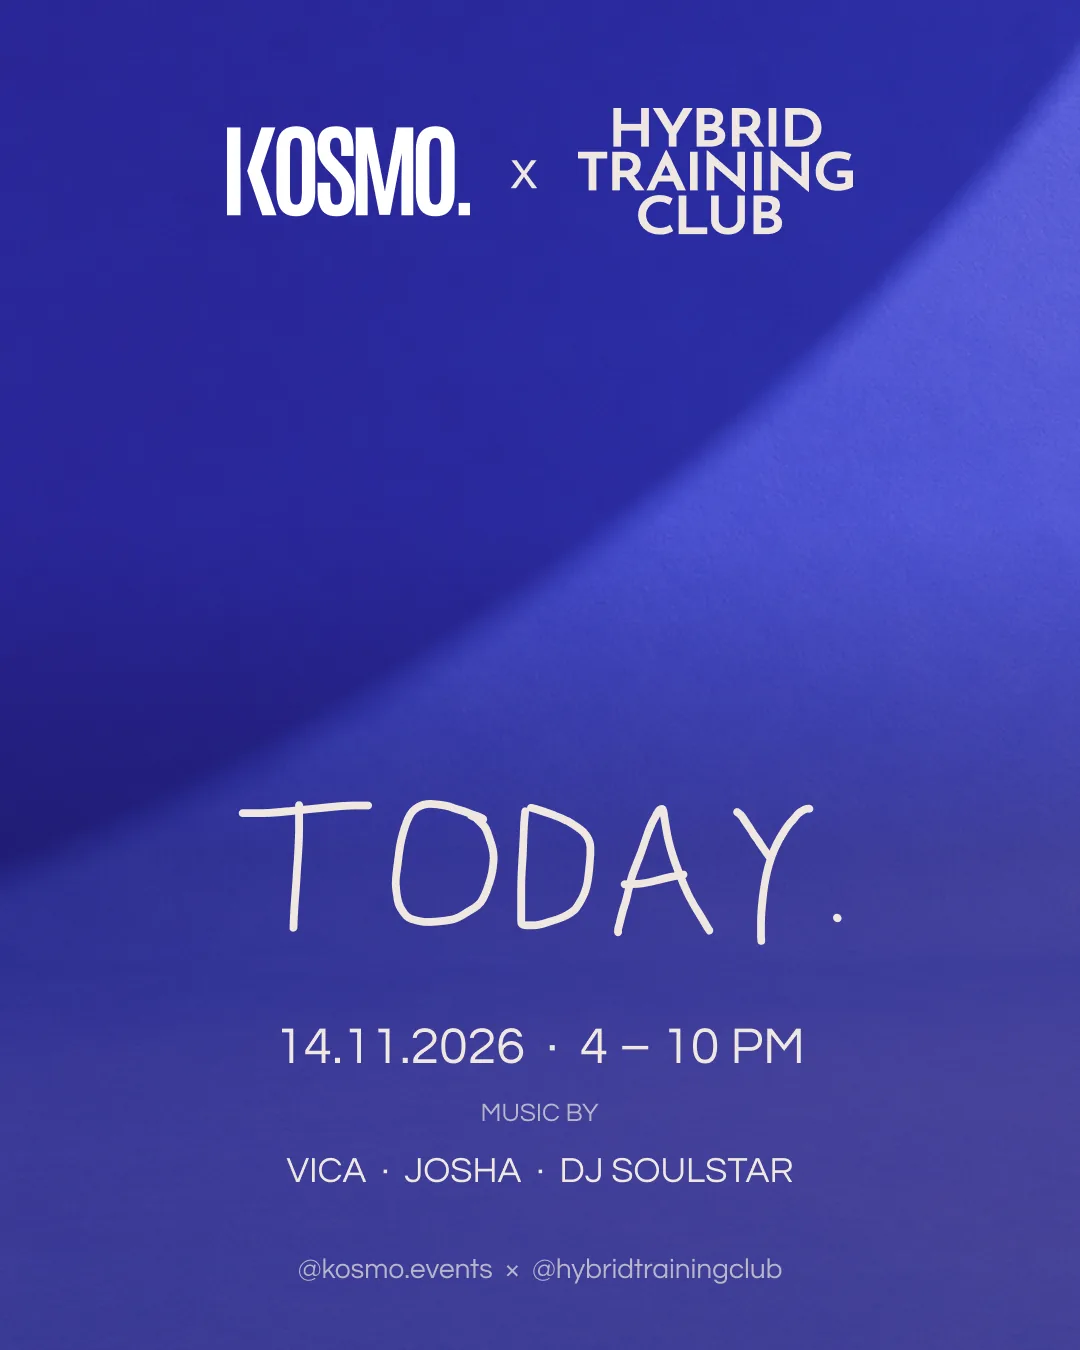 KOSMO. x HYBRID TRAINING CLUB
TODAY.
14.11.2026 · 4 – 10 PM
MUSIC BY
VICA · JOSHA · DJ SOULSTAR
@kosmo.events × @hybridtrainingclub